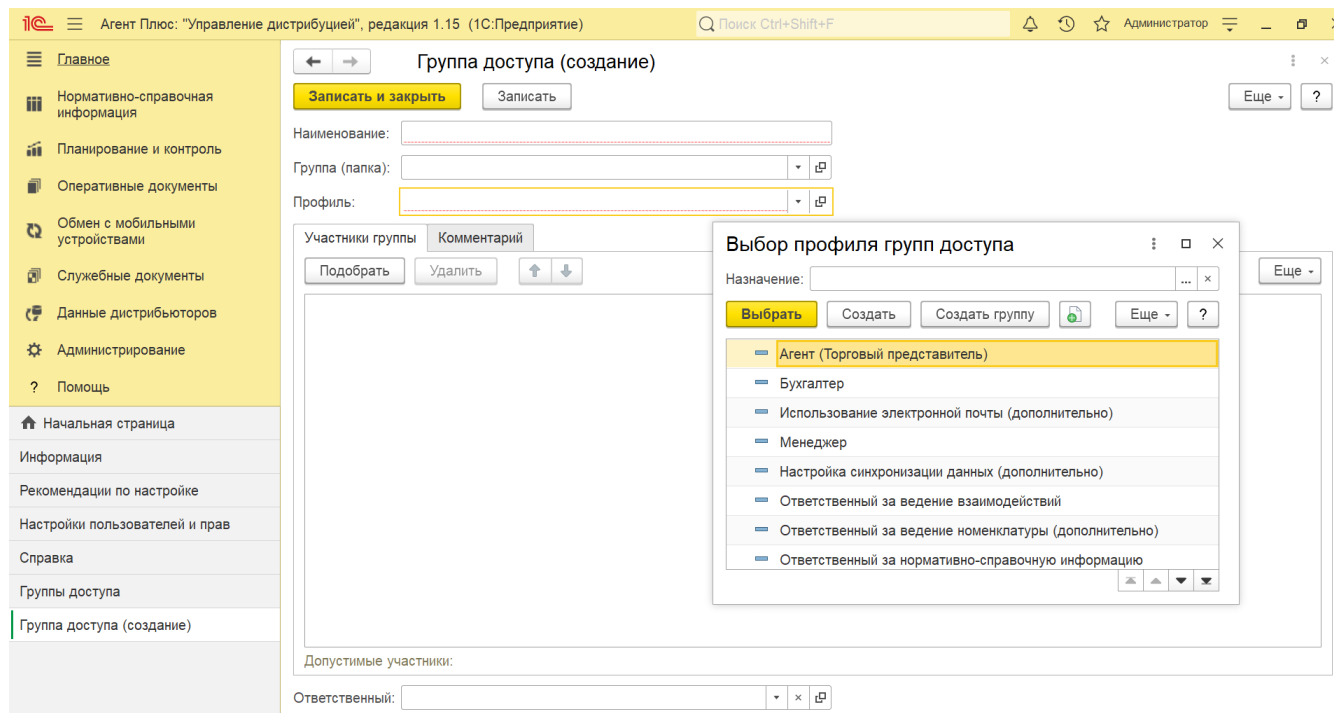 1С Агент Плюс: "Управление дистрибуцией", редакция 1.15 (1С:Предприятие) Поиск Ctrl+Shift+F Администратор
Главное
Нормативно-справочная
информация
Планирование и контроль
Оперативные документы
Обмен с мобильными
устройствами
Служебные документы
Данные дистрибьюторов
Администрирование
? Помощь
Начальная страница
Информация
Рекомендации по настройке
Настройки пользователей и прав
Справка
Группы доступа
Группа доступа (создание)
Группа доступа (создание)
Записать и закрыть Записать Еще ?
Наименование:
Группа (папка):
Профиль:
Участники группы Комментарий
Подобрать Удалить Еще
Выбор профиля групп доступа
Назначение: ...
Выбрать Создать Создать группу Еще ?
Агент (Торговый представитель)
Бухгалтер
Использование электронной почты (дополнительно)
Менеджер
Настройка синхронизации данных (дополнительно)
Ответственный за ведение взаимодействий
Ответственный за ведение номенклатуры (дополнительно)
Ответственный за нормативно-справочную информацию
Допустимые участники:
Ответственный: